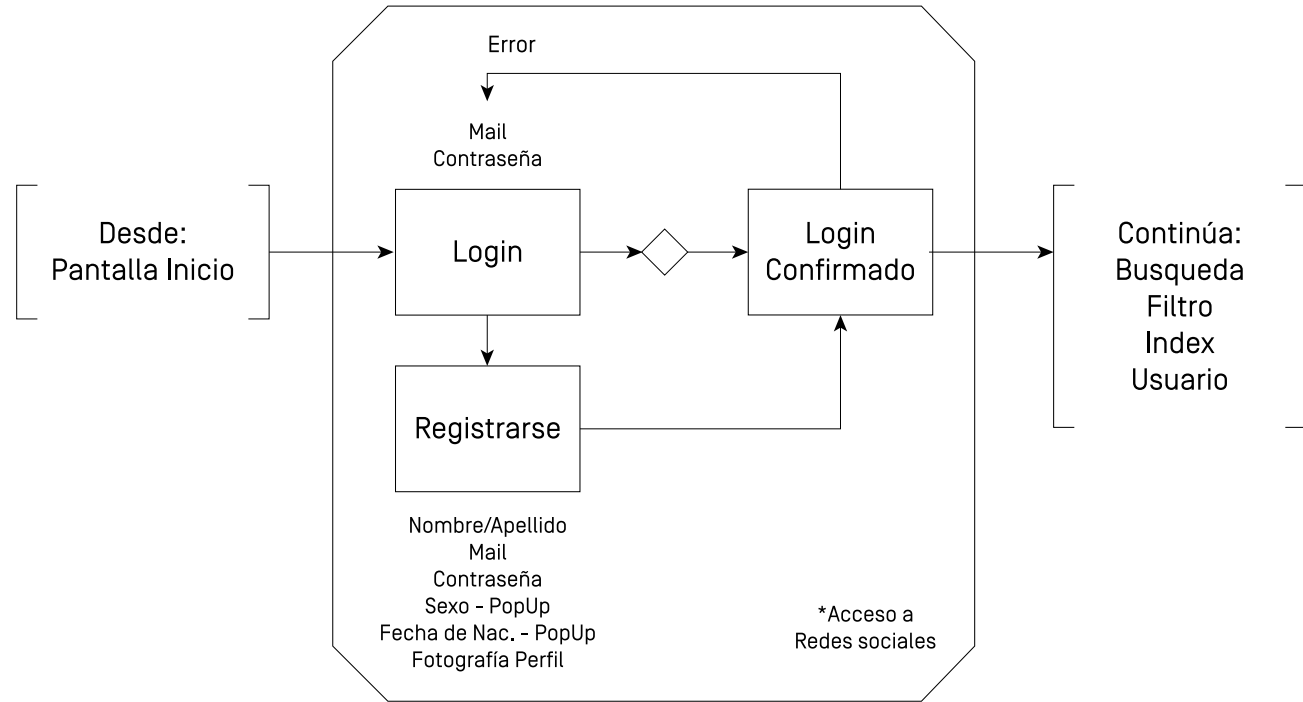 Error
Mail
Contraseña
Desde:
Pantalla Inicio
Login
Login
Confirmado
Continúa:
Busqueda
Filtro
Index
Usuario
Registrarse
Nombre/Apellido
Mail
Contraseña
Sexo - PopUp
Fecha de Nac. - PopUp
Fotografía Perfil
*Acceso a
Redes sociales